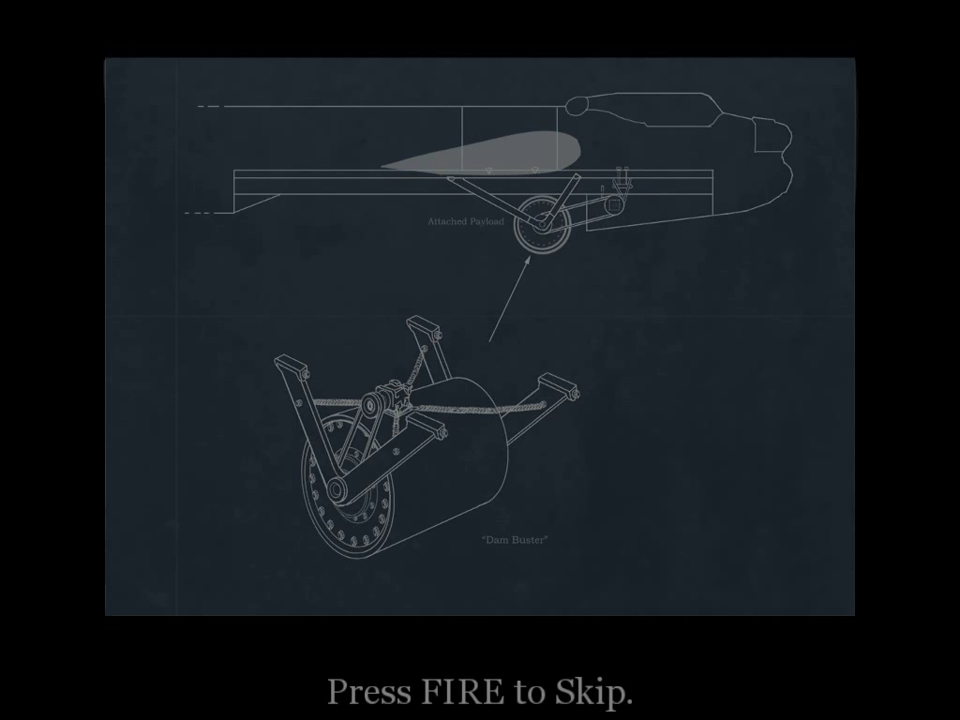 Attached Payload
“Dam Buster”
Press FIRE to Skip.